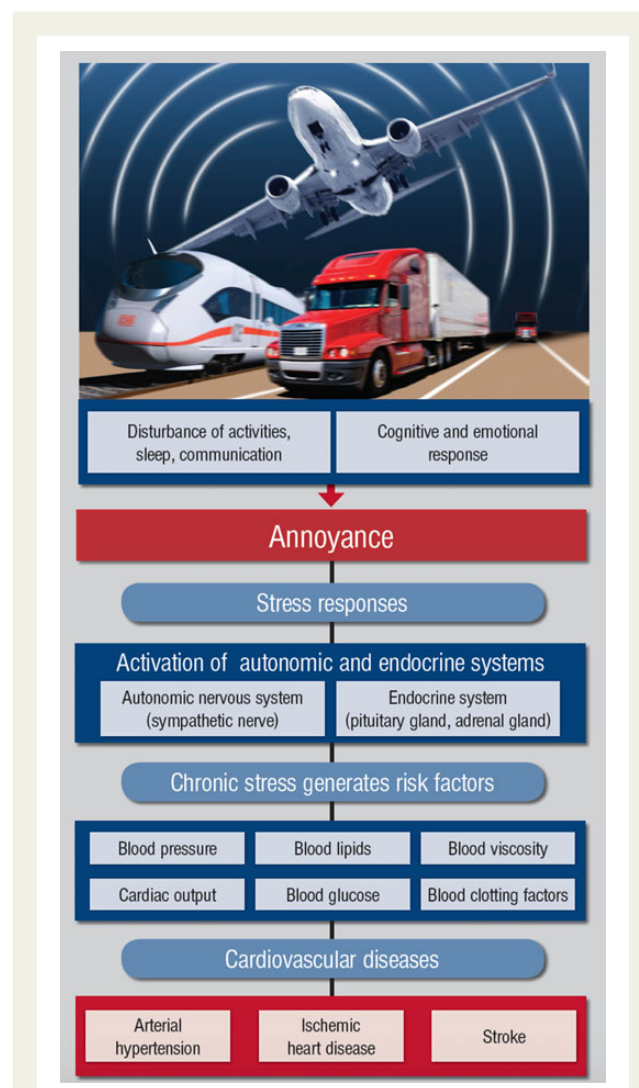 Disturbance of activities,
sleep, communication
Cognitive and emotional
response
Annoyance
Stress responses
Activation of autonomic and endocrine systems
Autonomic nervous system
(sympathetic nerve)
Endocrine system
(pituitary gland, adrenal gland)
Chronic stress generates risk factors
Blood pressure
Blood lipids
Blood viscosity
Cardiac output
Blood glucose
Blood clotting factors
Cardiovascular diseases
Arterial
hypertension
Ischemic
heart disease
Stroke